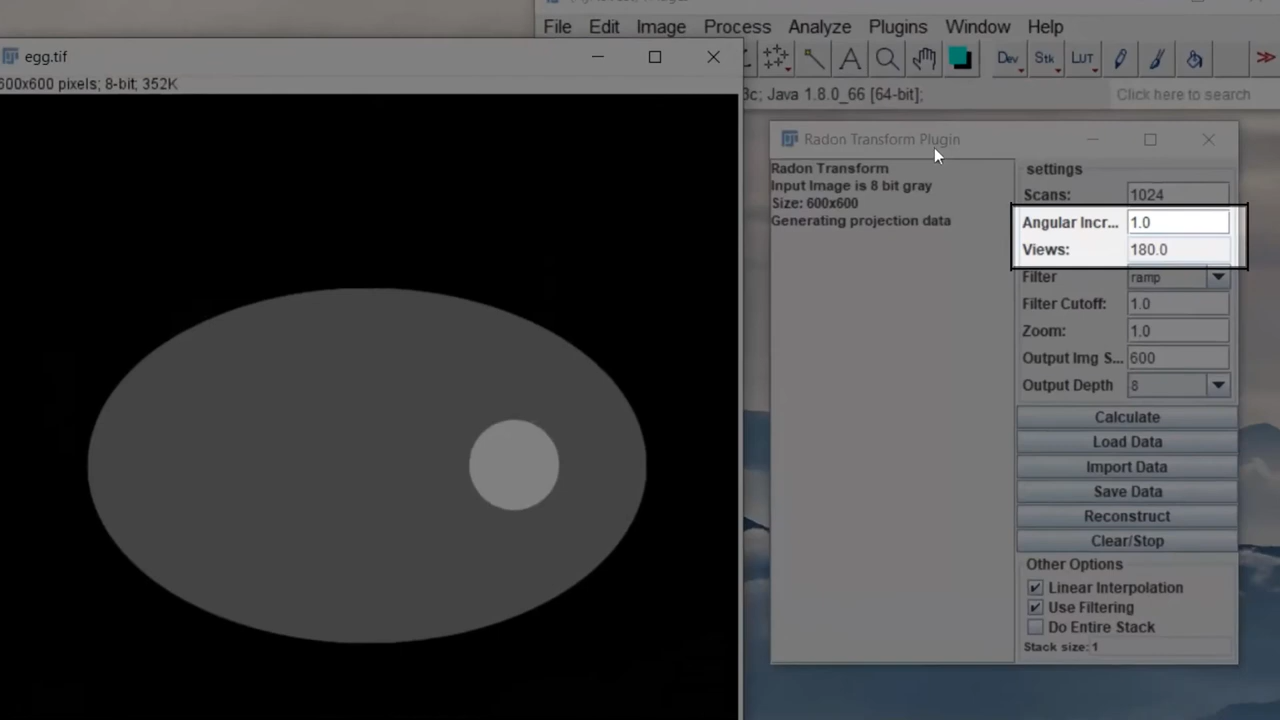 File Edit Image Process Analyze Plugins Window Help
egg.tif
600x600 pixels; 8-bit; 352K
Dev Stk LUT
3c; Java 1.8.0_66 [64-bit];
Click here to search
Radon Transform Plugin
Radon Transform
Input Image is 8 bit gray
Size: 600x600
Generating projection data
settings
Scans: 1024
Angular Incr... 1.0
Views: 180.0
Filter ramp
Filter Cutoff: 1.0
Zoom: 1.0
Output Img S... 600
Output Depth 8
Calculate
Load Data
Import Data
Save Data
Reconstruct
Clear/Stop
Other Options
Linear Interpolation
Use Filtering
Do Entire Stack
Stack size: 1